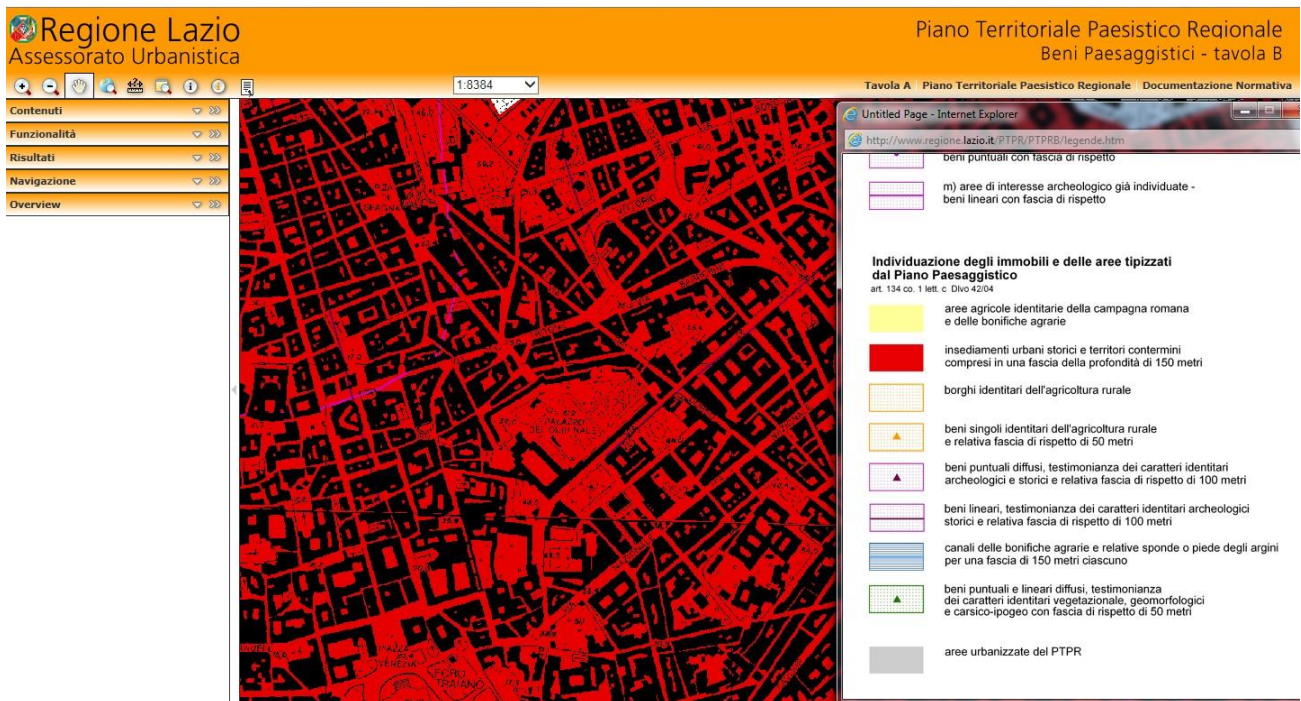 Regione Lazio
Assessorato Urbanistica
Piano Territoriale Paesistico Regionale
Beni Paesaggistici - tavola B
1:8384
Tavola A
Piano Territoriale Paesistico Regionale
Documentazione Normativa
Contenuti
Funzionalità
Risultati
Navigazione
Overview
PALAZZO
DEL QUIRINALE
PIAZZA
VENEZIA
FORO
TRAIANO
Untitled Page - Internet Explorer
http://www.regione.lazio.it/PTPR/PTPRB/legende.htm
beni puntuali con fascia di rispetto
m) aree di interesse archeologico già individuate -
beni lineari con fascia di rispetto
Individuazione degli immobili e delle aree tipizzati
dal Piano Paesaggistico
art. 134 co. 1 lett. c Dlvo 42/04
aree agricole identitarie della campagna romana
e delle bonifiche agrarie
insediamenti urbani storici e territori contermini
compresi in una fascia della profondità di 150 metri
borghi identitari dell'agricoltura rurale
beni singoli identitari dell'agricoltura rurale
e relativa fascia di rispetto di 50 metri
beni puntuali diffusi, testimonianza dei caratteri identitari
archeologici e storici e relativa fascia di rispetto di 100 metri
beni lineari, testimonianza dei caratteri identitari archeologici
storici e relativa fascia di rispetto di 100 metri
canali delle bonifiche agrarie e relative sponde o piede degli argini
per una fascia di 150 metri ciascuno
beni puntuali e lineari diffusi, testimonianza
dei caratteri identitari vegetazionale, geomorfologici
e carsico-ipogeo con fascia di rispetto di 50 metri
aree urbanizzate del PTPR